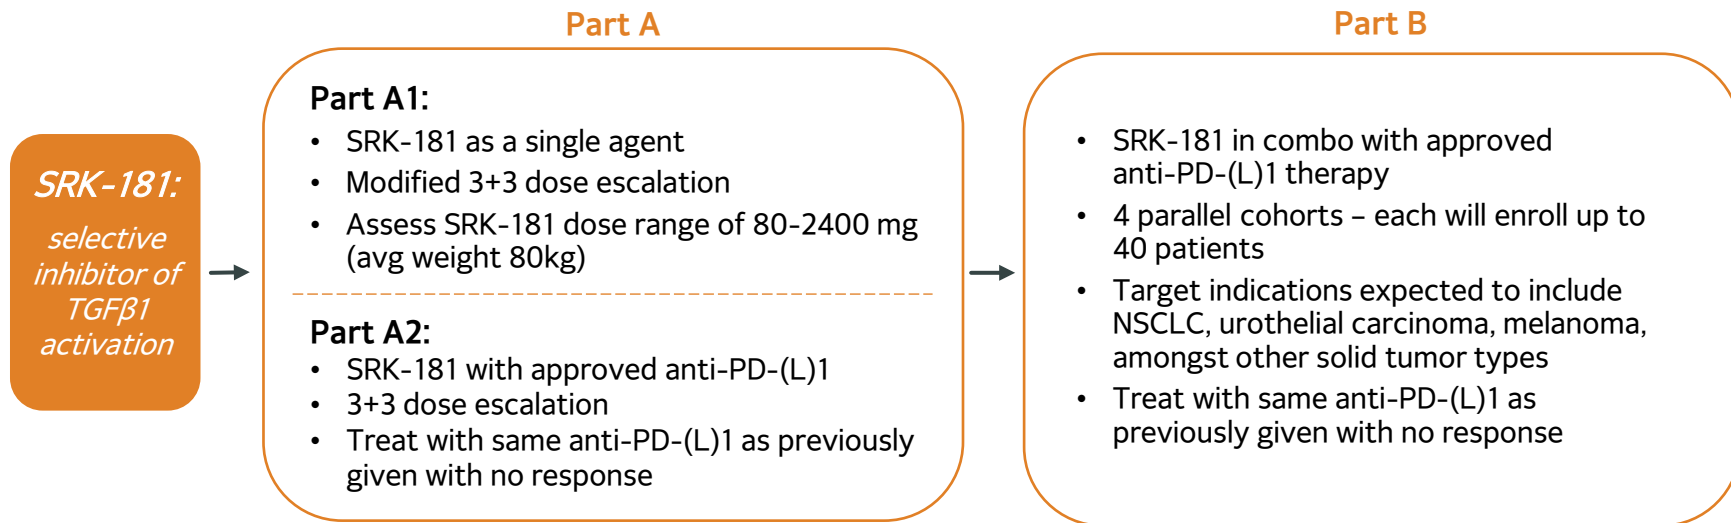 Part A
Part B
SRK-181:
selective
inhibitor of
TGFβ1
activation
Part A1:
• SRK-181 as a single agent
• Modified 3+3 dose escalation
• Assess SRK-181 dose range of 80-2400 mg
(avg weight 80kg)
Part A2:
• SRK-181 with approved anti-PD-(L)1
• 3+3 dose escalation
• Treat with same anti-PD-(L)1 as previously
given with no response
• SRK-181 in combo with approved
anti-PD-(L)1 therapy
• 4 parallel cohorts – each will enroll up to
40 patients
• Target indications expected to include
NSCLC, urothelial carcinoma, melanoma,
amongst other solid tumor types
• Treat with same anti-PD-(L)1 as
previously given with no response